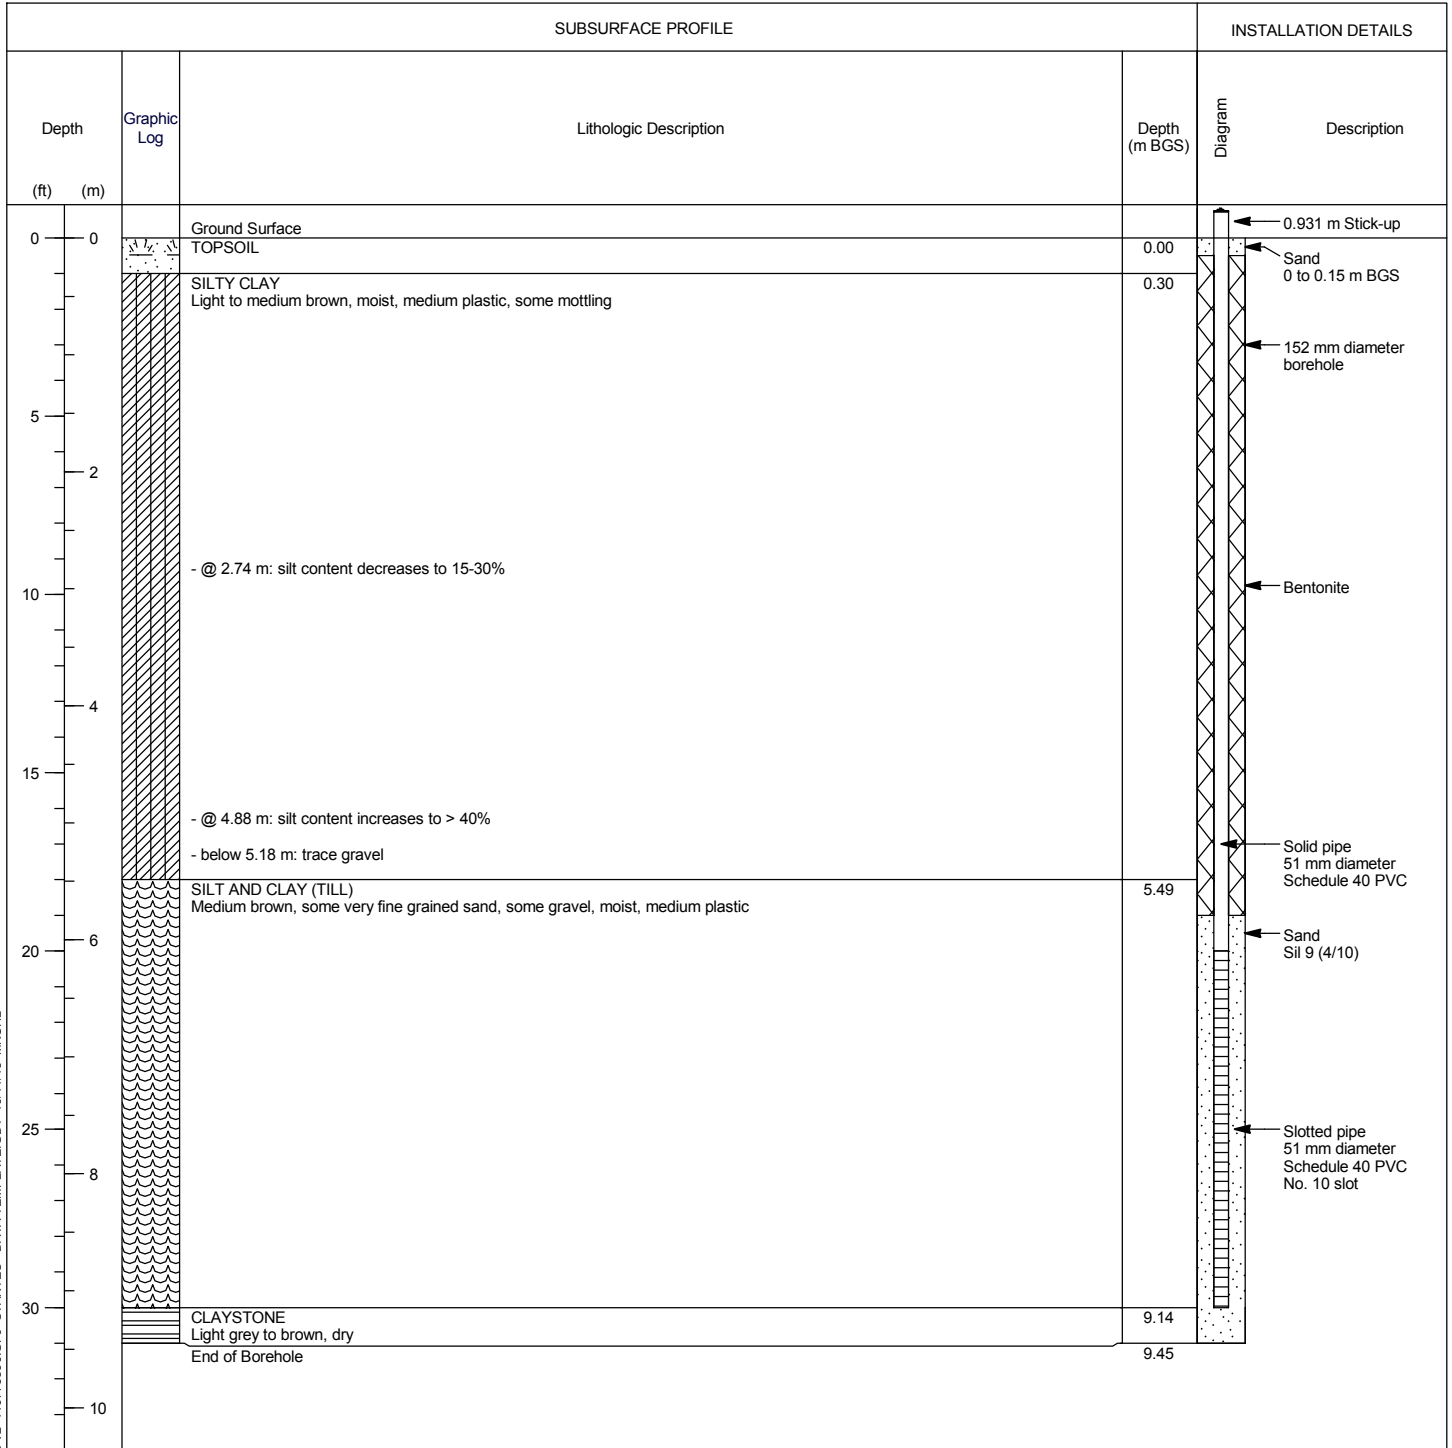 SUBSURFACE PROFILE
INSTALLATION DETAILS
Depth
(ft) (m)
Graphic
Log
Lithologic Description
Depth
(m BGS)
Diagram
Description
Ground Surface
0.931 m Stick-up
0 0
TOPSOIL
0.00
Sand
0 to 0.15 m BGS
SILTY CLAY
0.30
Light to medium brown, moist, medium plastic, some mottling
152 mm diameter
borehole
5
2
- @ 2.74 m: silt content decreases to 15-30%
Bentonite
10
4
15
- @ 4.88 m: silt content increases to > 40%
- below 5.18 m: trace gravel
Solid pipe
51 mm diameter
Schedule 40 PVC
SILT AND CLAY (TILL)
5.49
Medium brown, some very fine grained sand, some gravel, moist, medium plastic
Sand
Sil 9 (4/10)
6
20
25
Slotted pipe
51 mm diameter
Schedule 40 PVC
No. 10 slot
8
30
CLAYSTONE
9.14
Light grey to brown, dry
End of Borehole
9.45
10